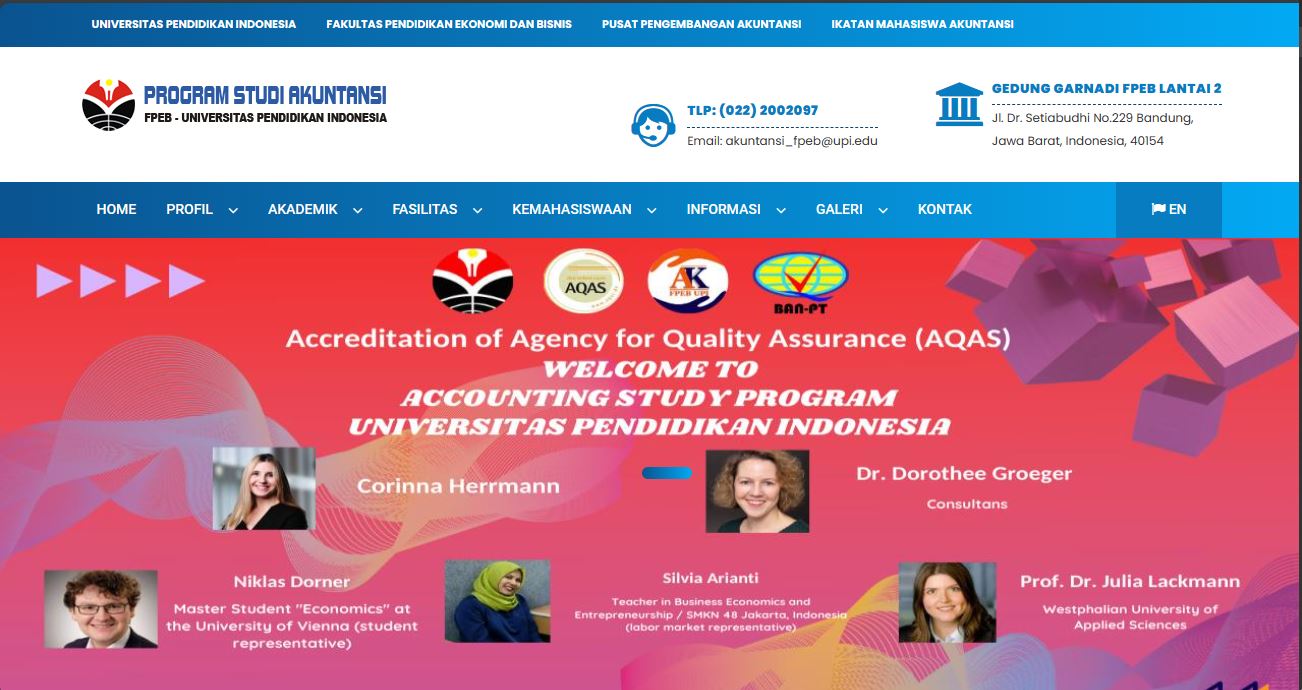 UNIVERSITAS PENDIDIKAN INDONESIA
FAKULTAS PENDIDIKAN EKONOMI DAN BISNIS
PUSAT PENGEMBANGAN AKUNTANSI
IKATAN MAHASISWA AKUNTANSI
PROGRAM STUDI AKUNTANSI
FPEB - UNIVERSITAS PENDIDIKAN INDONESIA
TLP: (022) 2002097
Email: akuntansi_fpeb@upi.edu
GEDUNG GARNADI FPEB LANTAI 2
Jl. Dr. Setiabudhi No.229 Bandung,
Jawa Barat, Indonesia, 40154
HOME
PROFIL
AKADEMIK
FASILITAS
KEMAHASISWAAN
INFORMASI
GALERI
KONTAK
EN
AQAS
AK
FPEB UPI
BAN-PT
Accreditation of Agency for Quality Assurance (AQAS)
WELCOME TO
ACCOUNTING STUDY PROGRAM
UNIVERSITAS PENDIDIKAN INDONESIA
Corinna Herrmann
Dr. Dorothee Groeger
Consultans
Niklas Dorner
Master Student "Economics" at
the University of Vienna (student
representative)
Silvia Arianti
Teacher in Business Economics and
Entrepreneurship / SMKN 48 Jakarta, Indonesia
(labor market representative)
Prof. Dr. Julia Lackmann
Westphalian University of
Applied Sciences